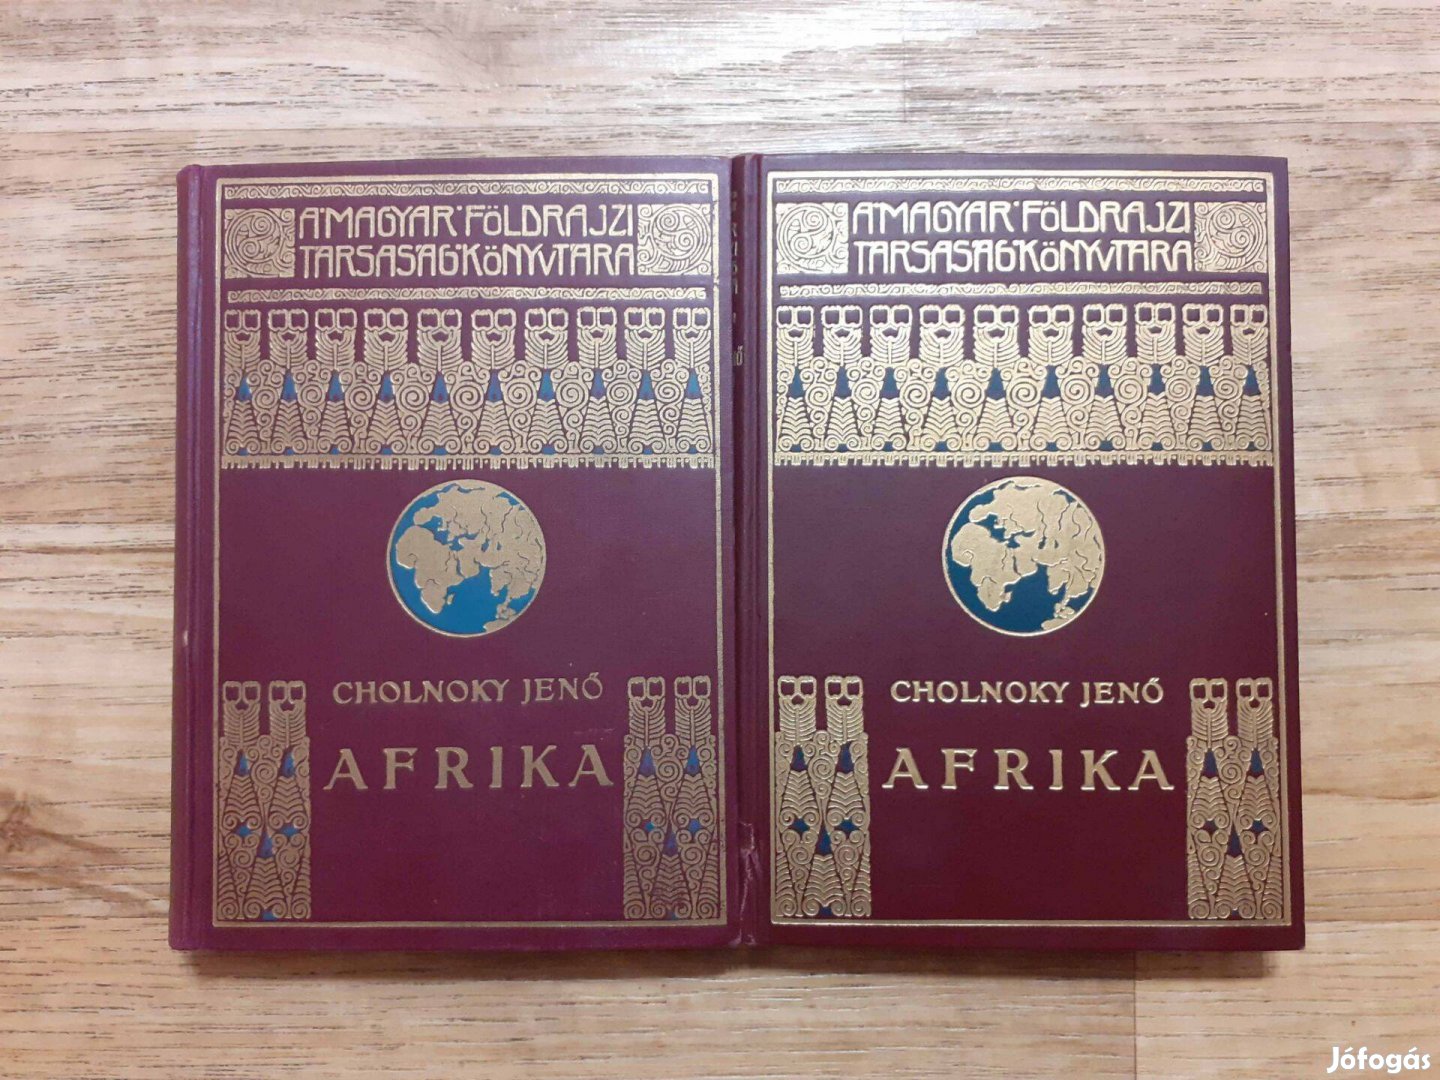 A MAGYAR FÖLDRAJZI
TÁRSASÁG KÖNYVTÁRA
CHOLNOKY JENŐ
AFRIKA
A MAGYAR FÖLDRAJZI
TÁRSASÁG KÖNYVTÁRA
CHOLNOKY JENŐ
AFRIKA
Jófogás